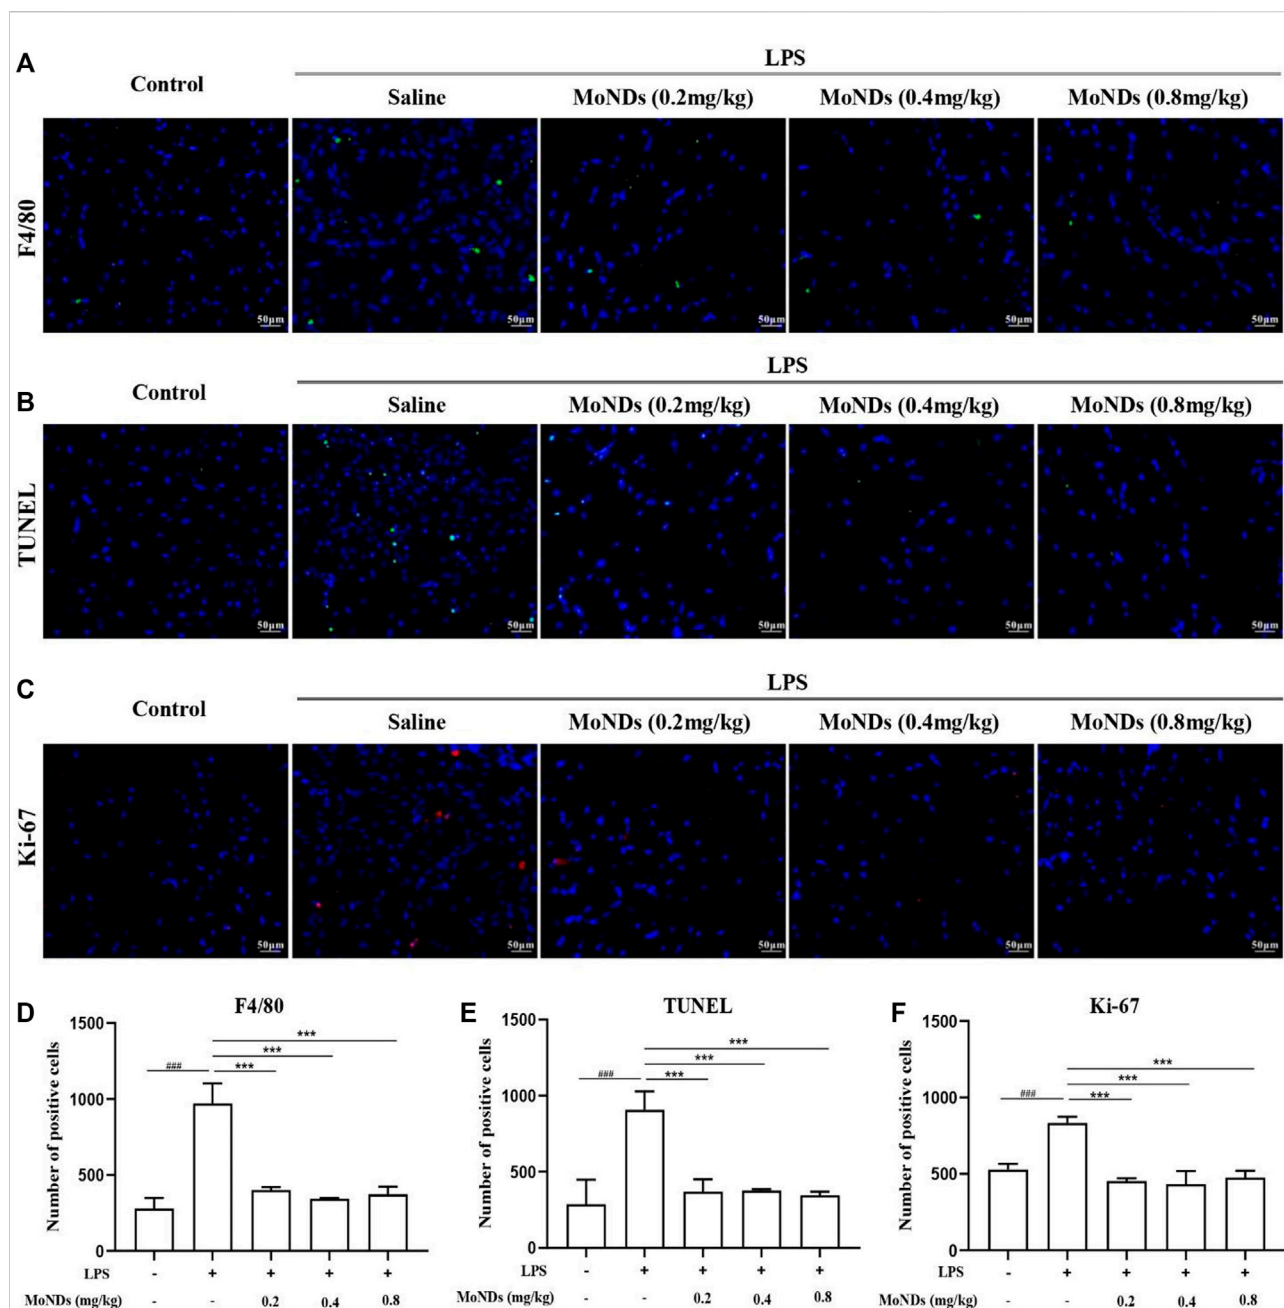 A
LPS
Control
Saline
MoNDs (0.2mg/kg)
MoNDs (0.4mg/kg)
MoNDs (0.8mg/kg)
F4/80
50μm
50μm
50μm
50μm
50μm
LPS
Control
B
Saline
MoNDs (0.2mg/kg)
MoNDs (0.4mg/kg)
MoNDs (0.8mg/kg)
TUNEL
50μm
50μm
50μm
50μm
50μm
C
LPS
Control
Saline
MoNDs (0.2mg/kg)
MoNDs (0.4mg/kg)
MoNDs (0.8mg/kg)
Ki-67
50μm
50μm
50μm
50μm
50μm
D
F4/80
Number of positive cells
1500
1000
500
0
###
***
***
***
LPS - + + + +
MoNDs (mg/kg) - - 0.2 0.4 0.8
E
TUNEL
Number of positive cells
1500
1000
500
0
###
***
***
***
LPS - + + + +
MoNDs (mg/kg) - - 0.2 0.4 0.8
F
Ki-67
Number of positive cells
1500
1000
500
0
###
***
***
***
LPS - + + + +
MoNDs (mg/kg) - - 0.2 0.4 0.8